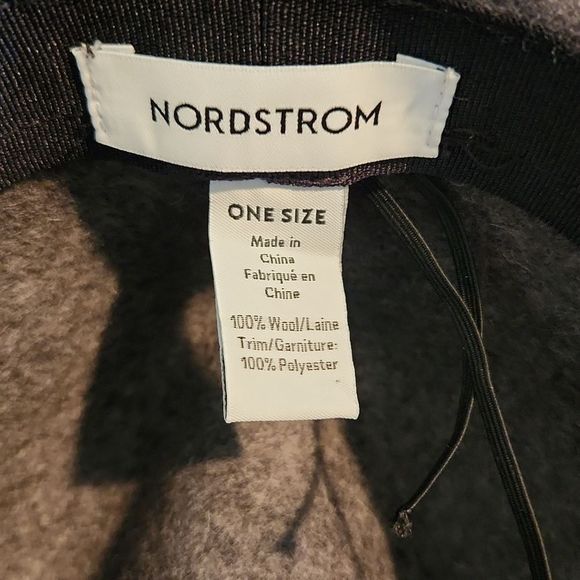 NORDSTROM
ONE SIZE
Made in
China
Fabriqué en
Chine
100% Wool/Laine
Trim/Garniture:
100% Polyester